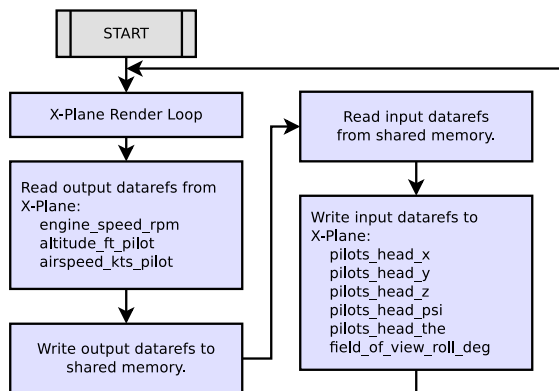 START
X-Plane Render Loop
Read output datarefs from
X-Plane:
engine_speed_rpm
altitude_ft_pilot
airspeed_kts_pilot
Write output datarefs to
shared memory.
Read input datarefs
from shared memory.
Write input datarefs to
X-Plane:
pilots_head_x
pilots_head_y
pilots_head_z
pilots_head_psi
pilots_head_the
field_of_view_roll_deg